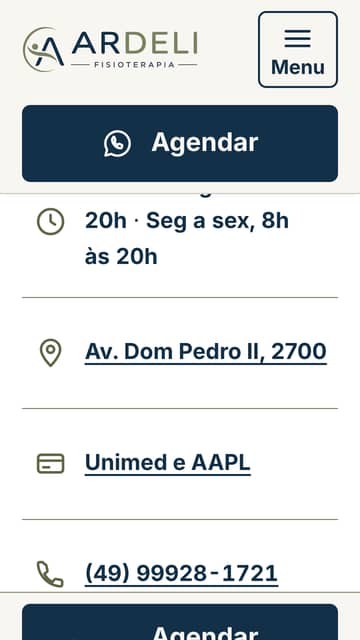 ARDELI
FISIOTERAPIA
Menu
Agendar
20h · Seg a sex, 8h
às 20h
Av. Dom Pedro II, 2700
Unimed e AAPL
(49) 99928-1721
Agendar